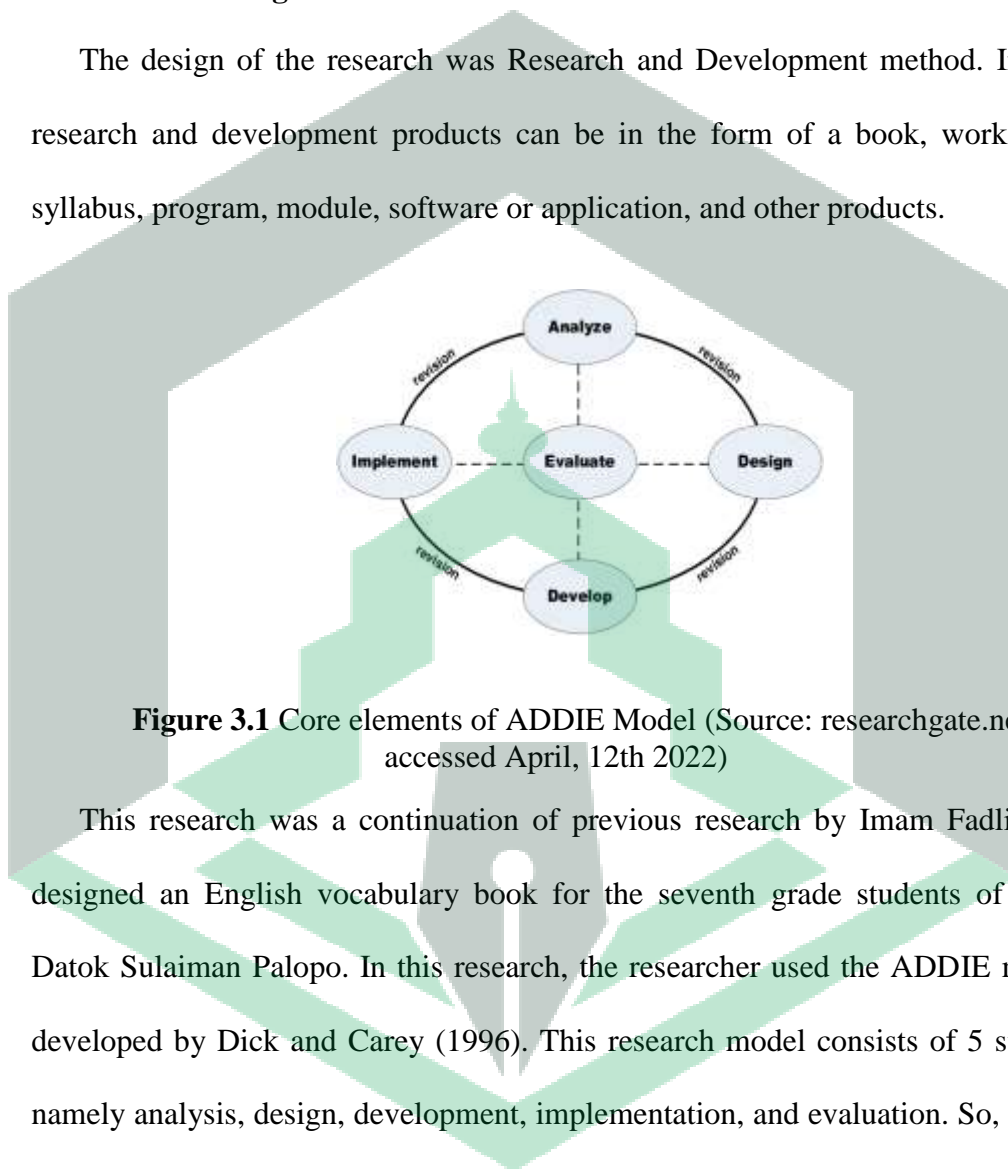 The design of the research was Research and Development method. I
research and development products can be in the form of a book, work
syllabus, program, module, software or application, and other products.
Analyze
revision
revision
Implement
Evaluate
Design
revision
revision
Develop
Figure 3.1 Core elements of ADDIE Model (Source: researchgate.ne
accessed April, 12th 2022)
This research was a continuation of previous research by Imam Fadli
designed an English vocabulary book for the seventh grade students of
Datok Sulaiman Palopo. In this research, the researcher used the ADDIE
developed by Dick and Carey (1996). This research model consists of 5 s
namely analysis, design, development, implementation, and evaluation. So,